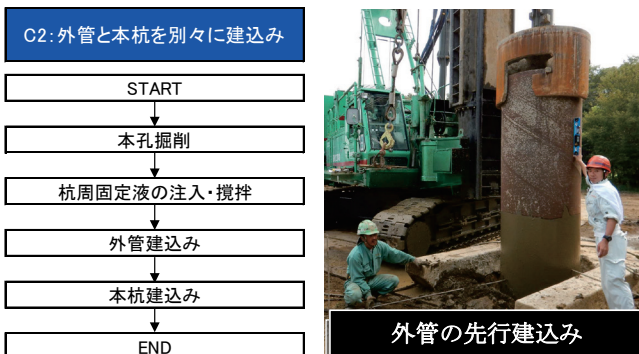 C2:外管と本杭を別々に建込み
START
本孔掘削
杭周固定液の注入・撹拌
外管建込み
本杭建込み
END
外管の先行建込み